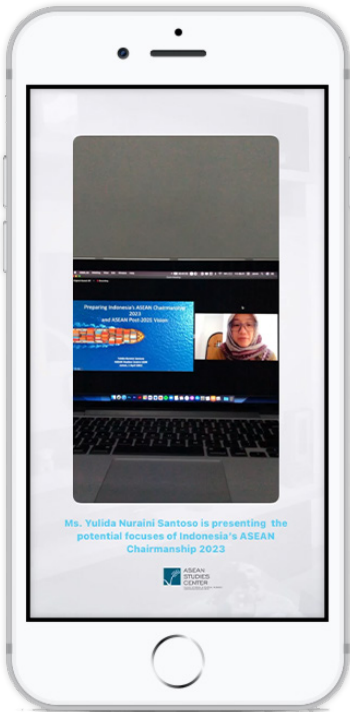 Preparing Indonesia's ASEAN Chairmanship
2023
and ASEAN Post-2025 Vision
Ms. Yulida Nuraini Santoso is presenting the
potential focuses of Indonesia's ASEAN
Chairmanship 2023
ASEAN
STUDIES
CENTER